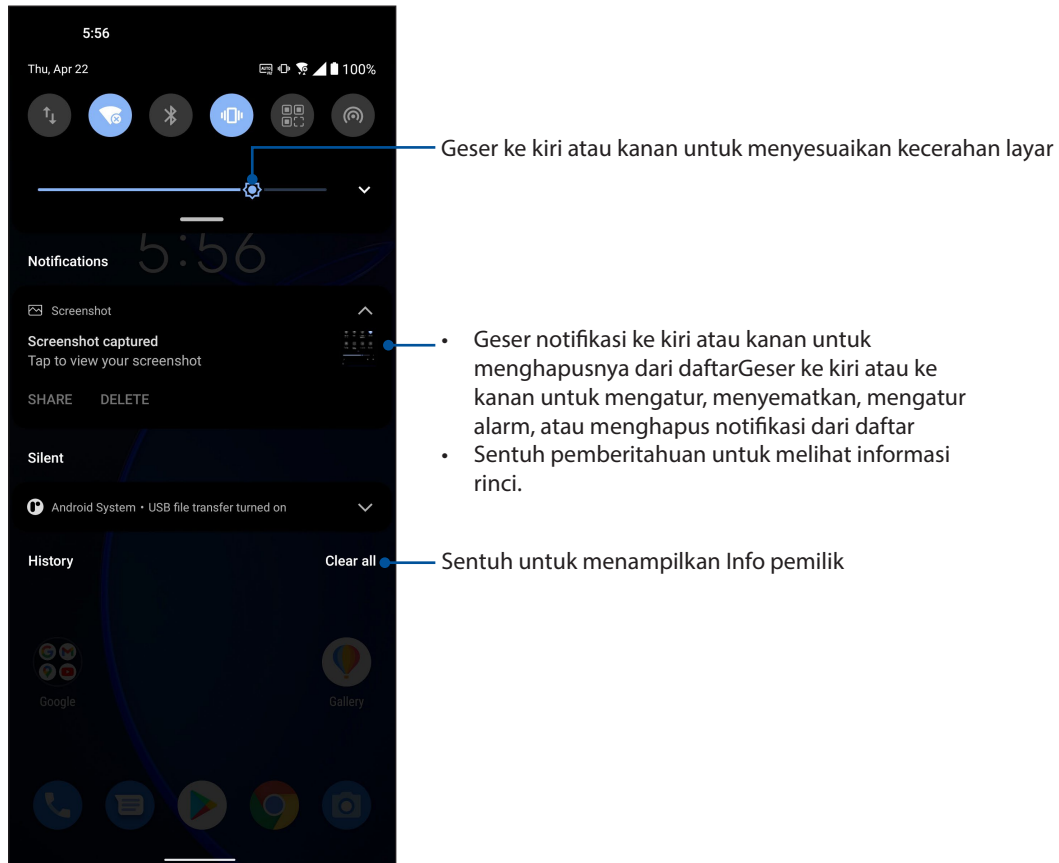 5:56
Thu, Apr 22
100%
Geser ke kiri atau kanan untuk menyesuaikan kecerahan layar
5:56
Notifications
Screenshot
Screenshot captured
Tap to view your screenshot
SHARE DELETE
• Geser notifikasi ke kiri atau kanan untuk
menghapusnya dari daftarGeser ke kiri atau ke
kanan untuk mengatur, menyematkan, mengatur
alarm, atau menghapus notifikasi dari daftar
• Sentuh pemberitahuan untuk melihat informasi
rinci.
Silent
Android System • USB file transfer turned on
History Clear all
Sentuh untuk menampilkan Info pemilik
Google Gallery